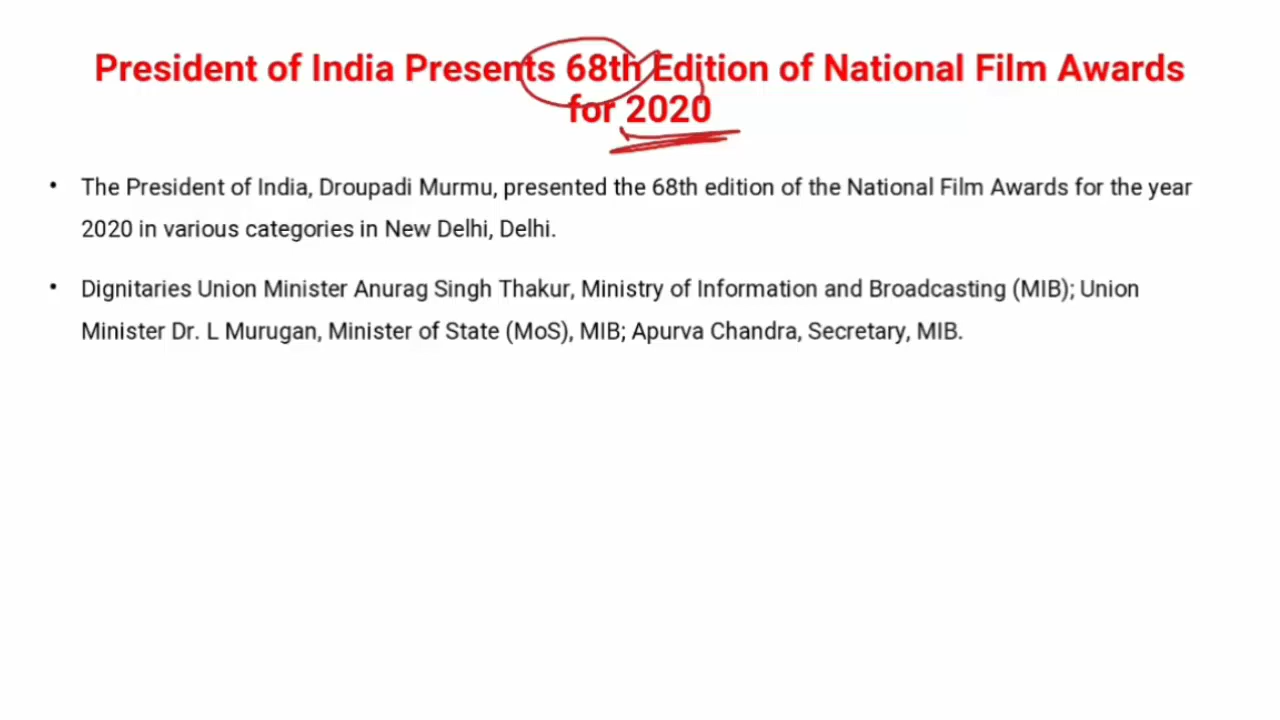 President of India Presents 68th Edition of National Film Awards
for 2020
• The President of India, Droupadi Murmu, presented the 68th edition of the National Film Awards for the year
2020 in various categories in New Delhi, Delhi.
• Dignitaries Union Minister Anurag Singh Thakur, Ministry of Information and Broadcasting (MIB); Union
Minister Dr. L Murugan, Minister of State (MoS), MIB; Apurva Chandra, Secretary, MIB.